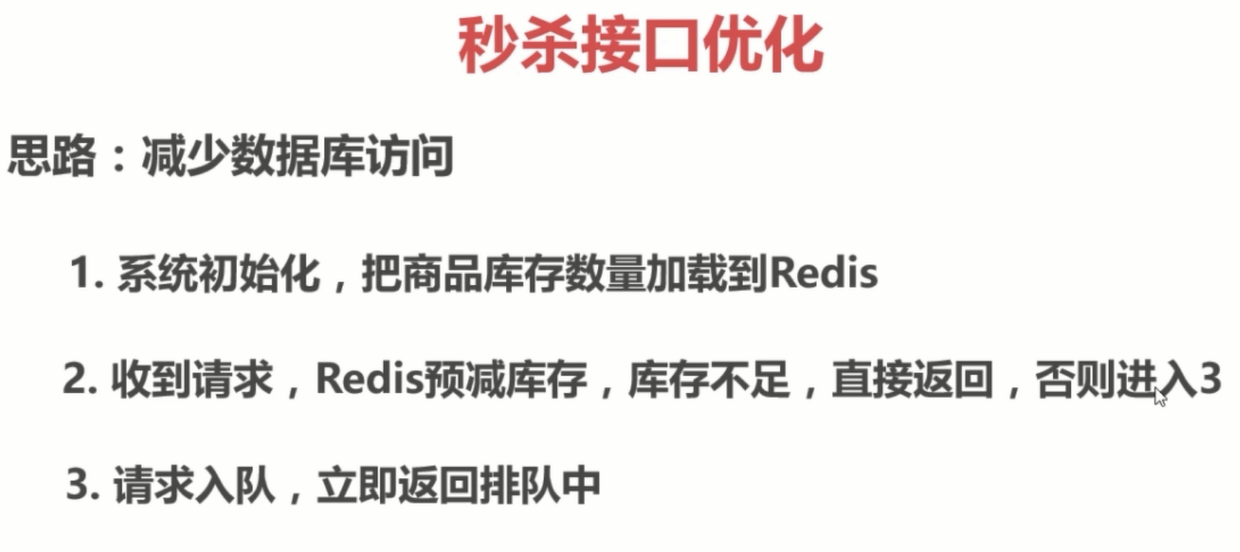 秒杀接口优化
思路：减少数据库访问
1. 系统初始化，把商品库存数量加载到Redis
2. 收到请求，Redis预减库存，库存不足，直接返回，否则进入3
3. 请求入队，立即返回排队中